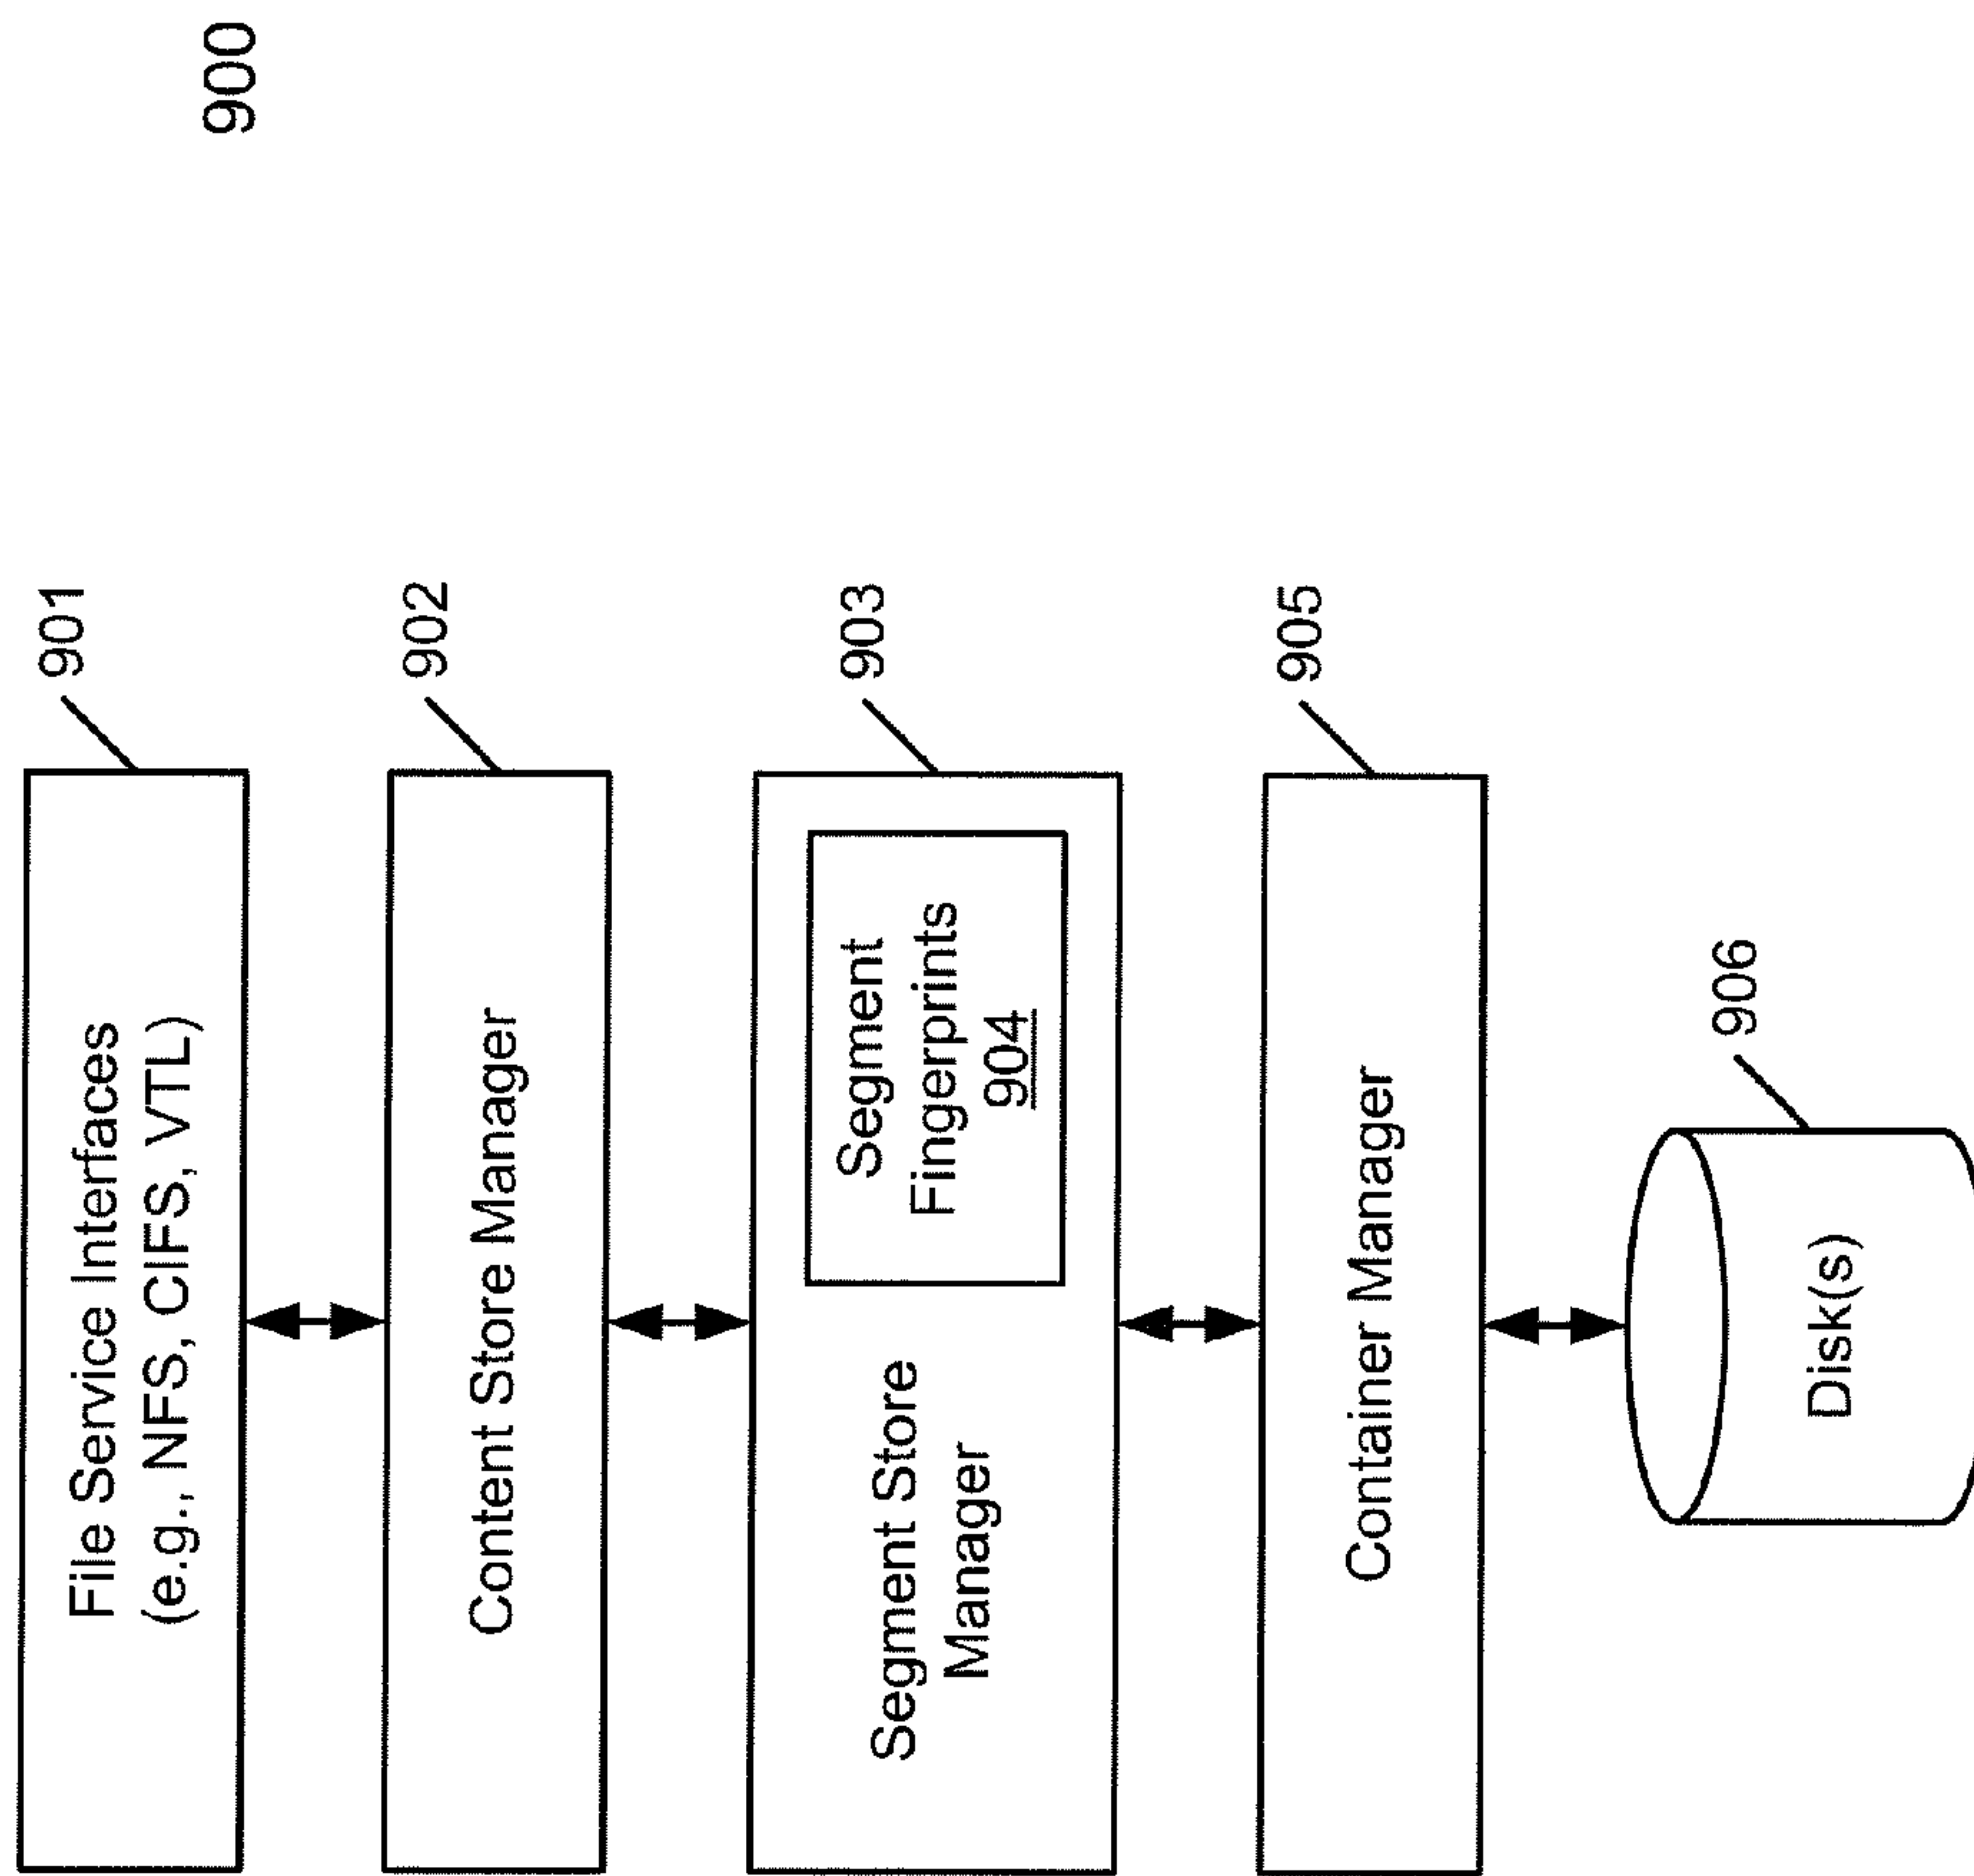 900
901
File Service Interfaces
(e.g., NFS, CIFS, VTL)
902
Content Store Manager
903
Segment Store
Manager
Segment
Fingerprints
904
905
Container Manager
906
Disk(s)